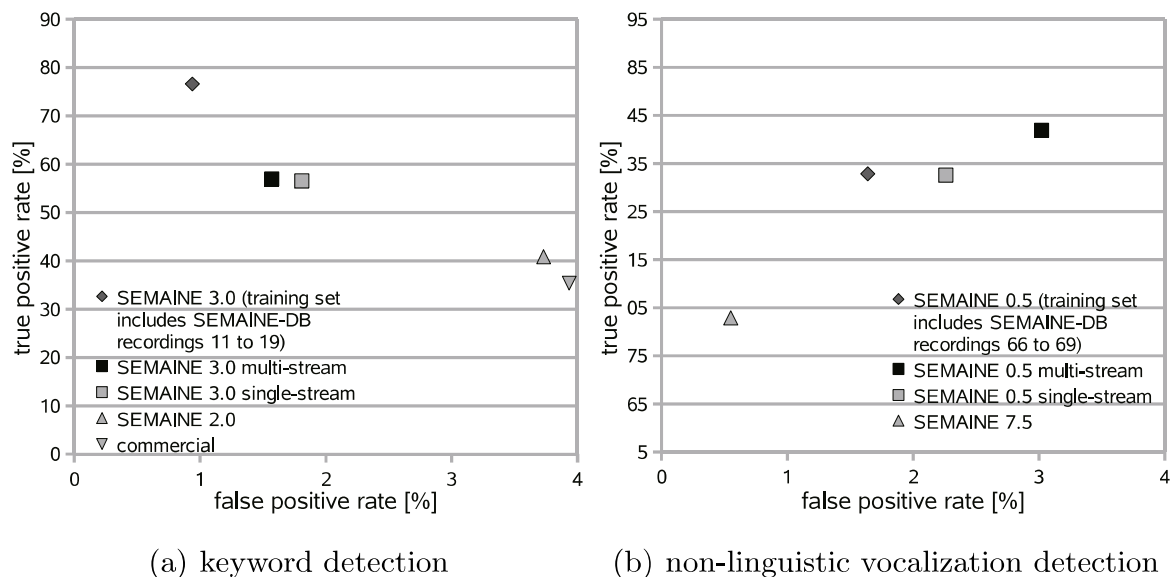 90
80
70
60
50
40
30
20
10
0
true positive rate [%]
SEMAINE 3.0 (training set
includes SEMAINE-DB
recordings 11 to 19)
SEMAINE 3.0 multi-stream
SEMAINE 3.0 single-stream
SEMAINE 2.0
commercial
0 1 2 3 4
false positive rate [%]
(a) keyword detection
95
85
45
35
25
15
05
75
65
5
true positive rate [%]
SEMAINE 0.5 (training set
includes SEMAINE-DB
recordings 66 to 69)
SEMAINE 0.5 multi-stream
SEMAINE 0.5 single-stream
SEMAINE 7.5
0 1 2 3 4
false positive rate [%]
(b) non-linguistic vocalization detection